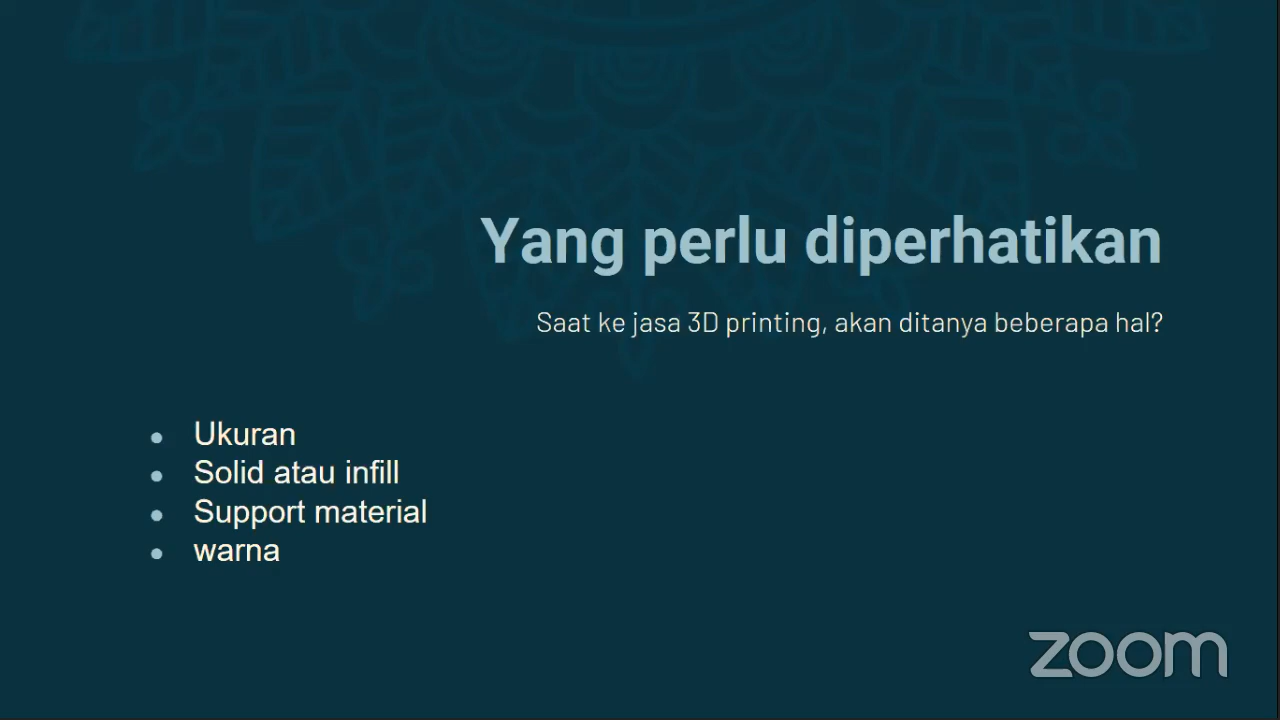 Yang perlu diperhatikan
Saat ke jasa 3D printing, akan ditanya beberapa hal?
● Ukuran
● Solid atau infill
● Support material
● warna
zoom